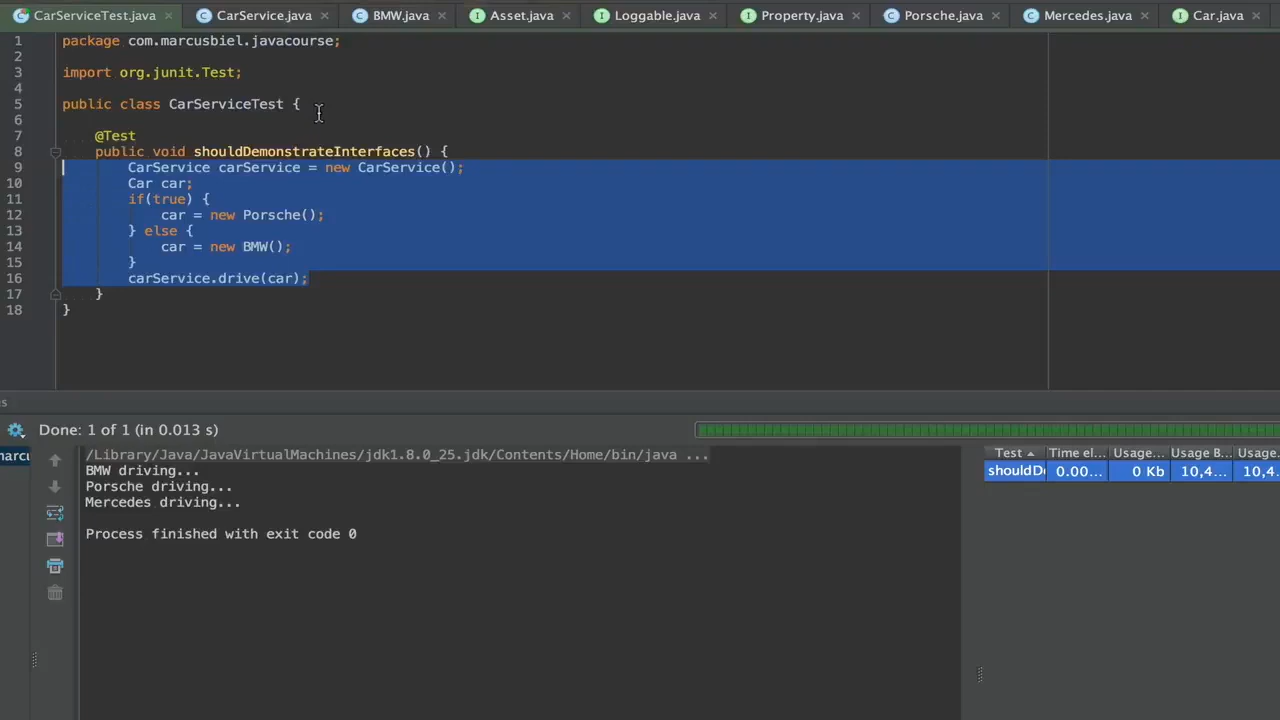 CarServiceTest.java CarService.java BMW.java Asset.java Loggable.java Property.java Porsche.java Mercedes.java Car.java
1 package com.marcusbiel.javacourse;
2
3 import org.junit.Test;
4
5 public class CarServiceTest {
6
7 @Test
8 public void shouldDemonstrateInterfaces() {
9 CarService carService = new CarService();
10 Car car;
11 if(true) {
12 car = new Porsche();
13 } else {
14 car = new BMW();
15 }
16 carService.drive(car);
17 }
18 }
s
Done: 1 of 1 (in 0.013 s)
marcu
/Library/Java/JavaVirtualMachines/jdk1.8.0_25.jdk/Contents/Home/bin/java ...
BMW driving...
Porsche driving...
Mercedes driving...
Process finished with exit code 0
Test Time el... Usage... Usage B... Usage.
shouldDe 0.00... 0 Kb 10,4... 10,4.